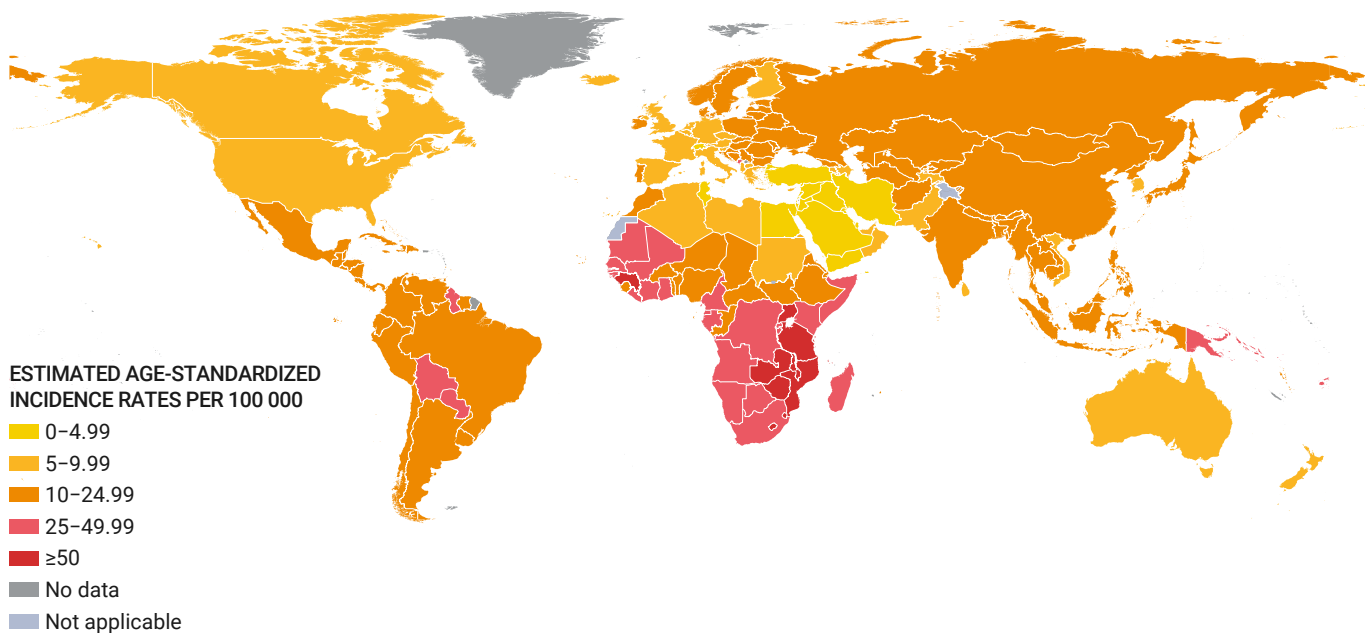 ESTIMATED AGE-STANDARDIZED
INCIDENCE RATES PER 100 000
0–4.99
5–9.99
10–24.99
25–49.99
≥50
No data
Not applicable